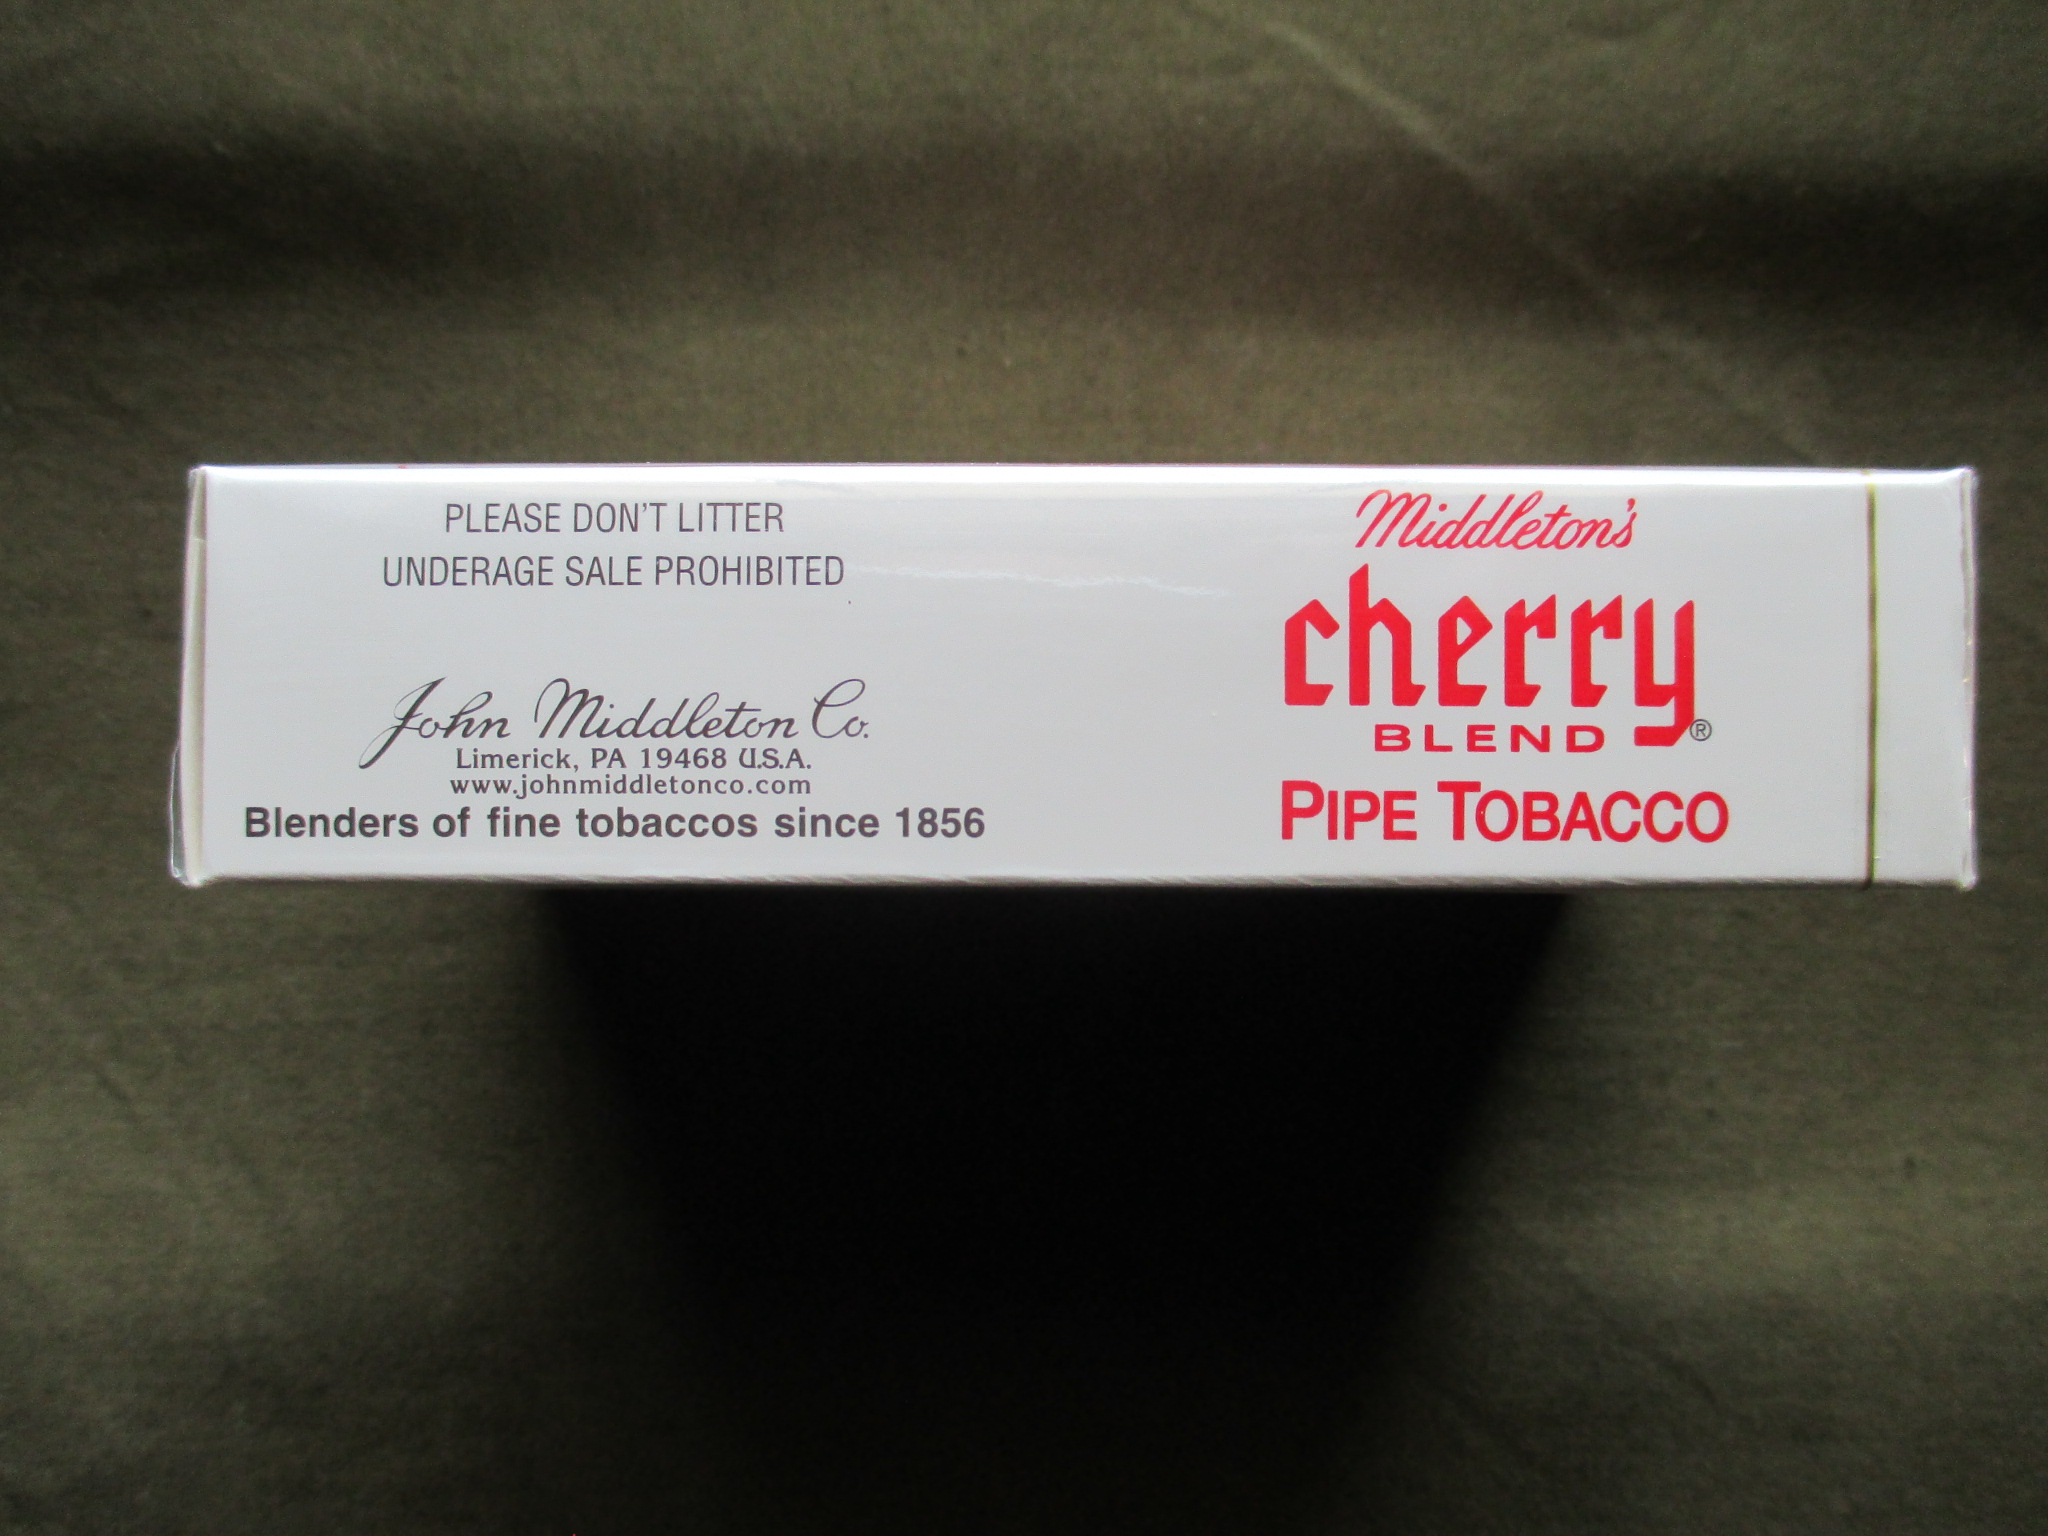 PLEASE DON'T LITTER
UNDERAGE SALE PROHIBITED
John Middleton Co.
Limerick, PA 19468 U.S.A.
www.johnmiddletonco.com
Blenders of fine tobaccos since 1856
Middleton's
cherry
BLEND ®
PIPE TOBACCO